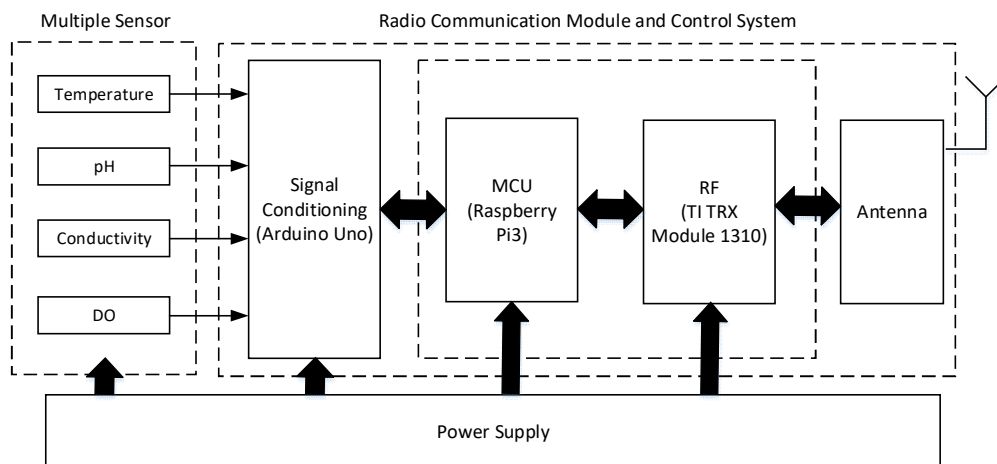 Multiple Sensor
Radio Communication Module and Control System
Temperature
pH
Conductivity
DO
Signal
Conditioning
(Arduino Uno)
MCU
(Raspberry
Pi3)
RF
(TI TRX
Module 1310)
Antenna
Power Supply